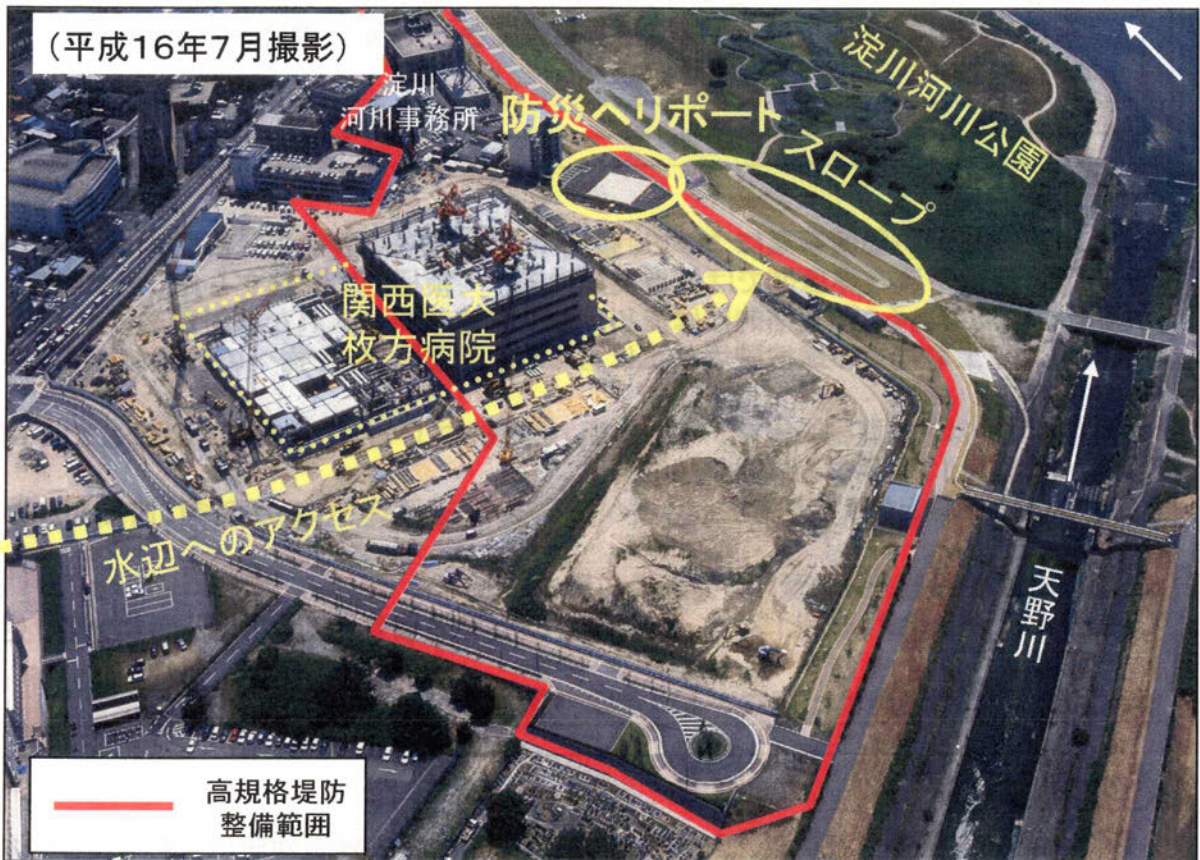 (平成16年7月撮影)
淀川
河川事務所
防災ヘリポート
スロープ
淀川河川公園
関西医大
枚方病院
水辺へのアクセス
天野川
高規格堤防
整備範囲